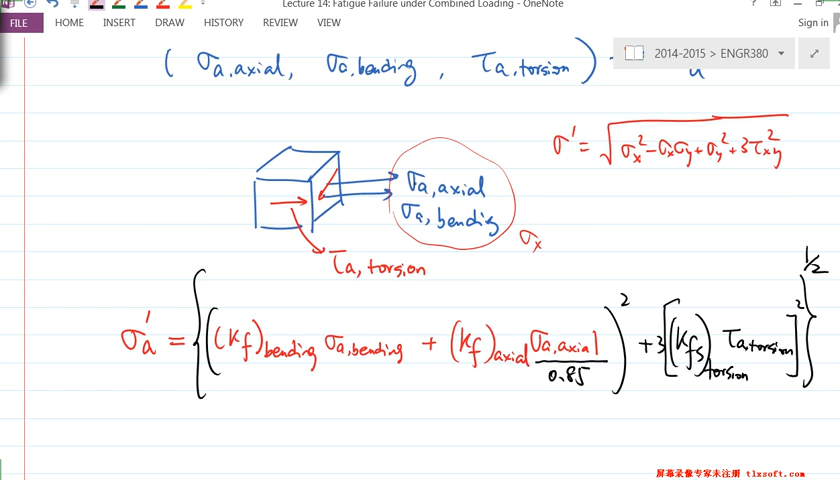 Lecture 14: Fatigue Failure under Combined Loading - OneNote
FILE HOME INSERT DRAW HISTORY REVIEW VIEW Sign in
2014-2015 > ENGR380
( σa,axial, σa,bending, τa,torsion )
σ' = √(σx² - σxσy + σy² + 3τxy²)
σa,axial
σa,bending
σx
τa,torsion
σa' = { ( (Kf)bending σa,bending + (Kf)axial σa,axial / 0.85 )² + 3[ (Kfs)torsion τa,torsion ]² }^1/2
屏幕录像专家未注册 tlxsoft.com